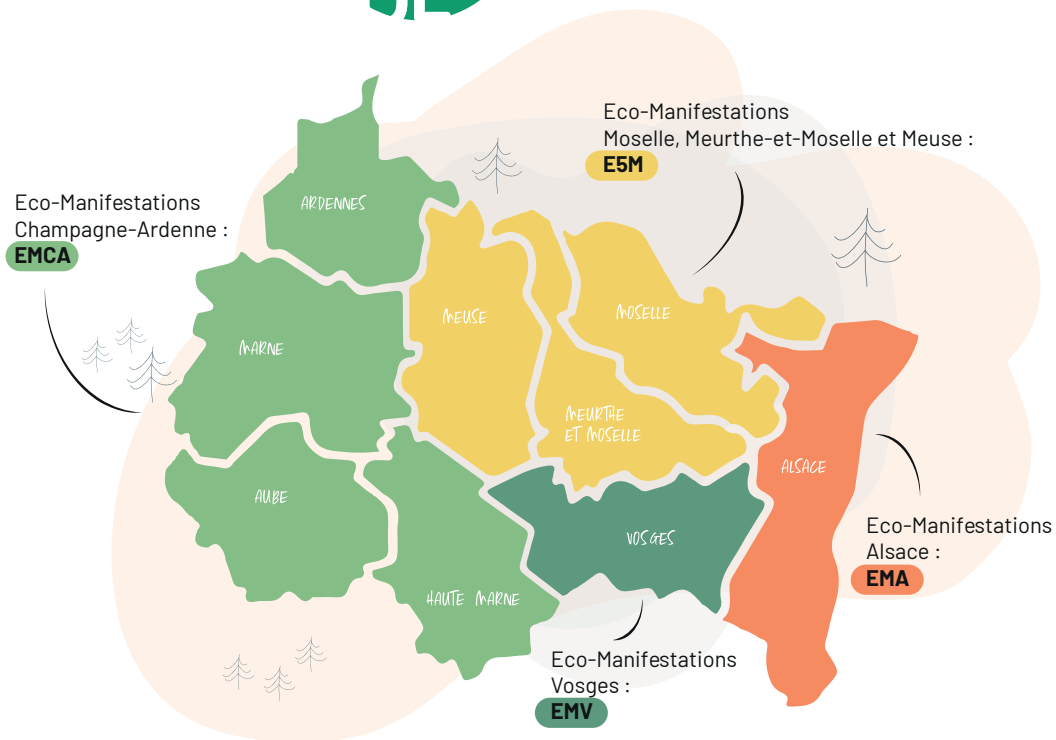 Eco-Manifestations
Moselle, Meurthe-et-Moselle et Meuse :
E5M
Eco-Manifestations
Champagne-Ardenne :
EMCA
ARDENNES
MEUSE
MOSELLE
MARNE
MEURTHE
ET MOSELLE
ALSACE
AUBE
VOSGES
HAUTE MARNE
Eco-Manifestations
Alsace :
EMA
Eco-Manifestations
Vosges :
EMV